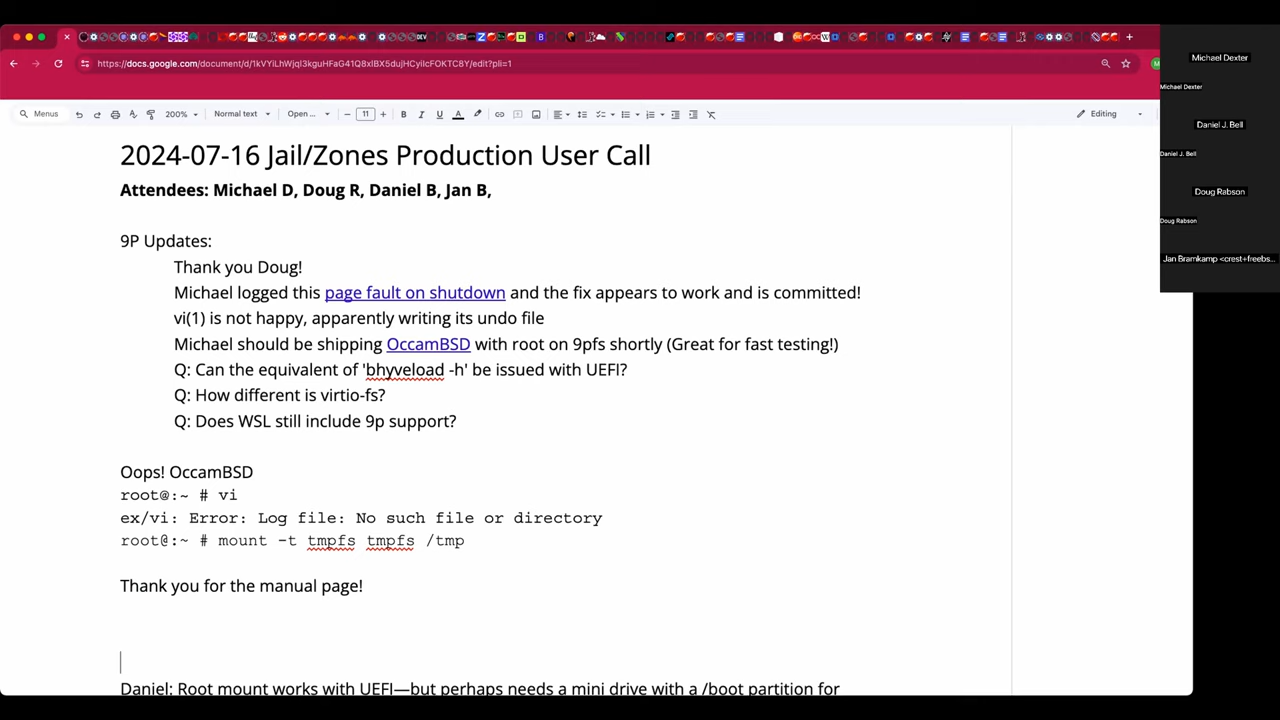 https://docs.google.com/document/d/1kVYiLhWjqI3kguHFaG41Q8xlBX5dujHCyiIcFOKTC8Y/edit?pli=1
Menus 200% Normal text Open ... 11 Editing
2024-07-16 Jail/Zones Production User Call
Attendees: Michael D, Doug R, Daniel B, Jan B,
9P Updates:
Thank you Doug!
Michael logged this page fault on shutdown and the fix appears to work and is committed!
vi(1) is not happy, apparently writing its undo file
Michael should be shipping OccamBSD with root on 9pfs shortly (Great for fast testing!)
Q: Can the equivalent of 'bhyveload -h' be issued with UEFI?
Q: How different is virtio-fs?
Q: Does WSL still include 9p support?
Oops! OccamBSD
root@:~ # vi
ex/vi: Error: Log file: No such file or directory
root@:~ # mount -t tmpfs tmpfs /tmp
Thank you for the manual page!
Daniel: Root mount works with UEFI—but perhaps needs a mini drive with a /boot partition for
Michael Dexter
Michael Dexter
Daniel J. Bell
Daniel J. Bell
Doug Rabson
Doug Rabson
Jan Bramkamp <crest+freebs...